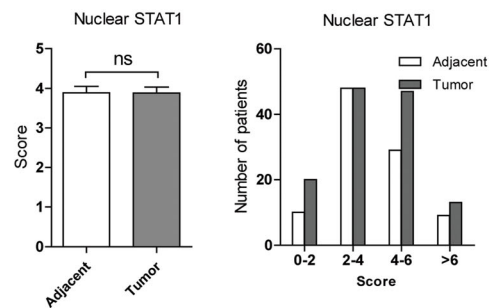 Nuclear STAT1
ns
Score
5
4
3
2
1
0
Adjacent
Tumor
Nuclear STAT1
Adjacent
Tumor
Number of patients
60
40
20
0
0-2 2-4 4-6 >6
Score